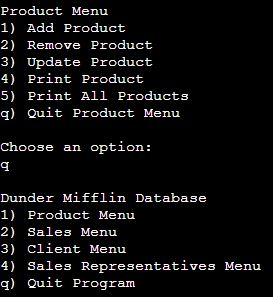 Product Menu
1) Add Product
2) Remove Product
3) Update Product
4) Print Product
5) Print All Products
q) Quit Product Menu
Choose an option:
q
Dunder Mifflin Database
1) Product Menu
2) Sales Menu
3) Client Menu
4) Sales Representatives Menu
q) Quit Program